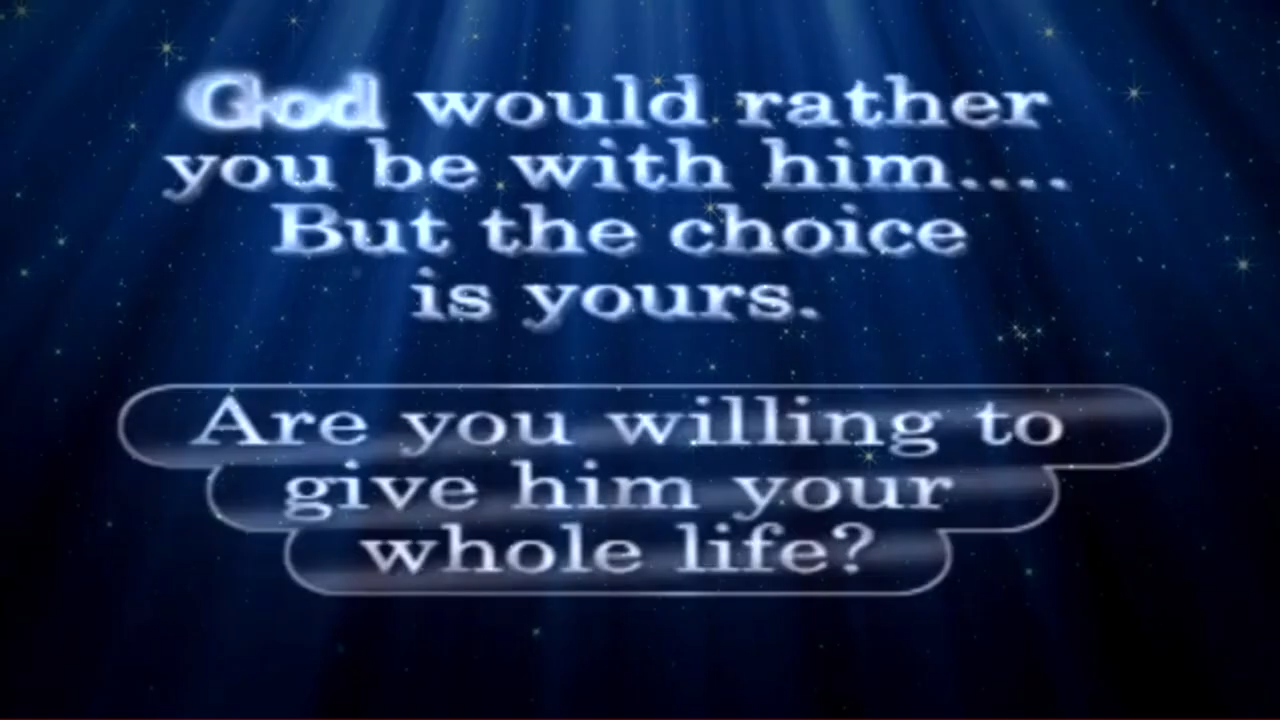 God would rather
you be with him....
But the choice
is yours.
Are you willing to
give him your
whole life?